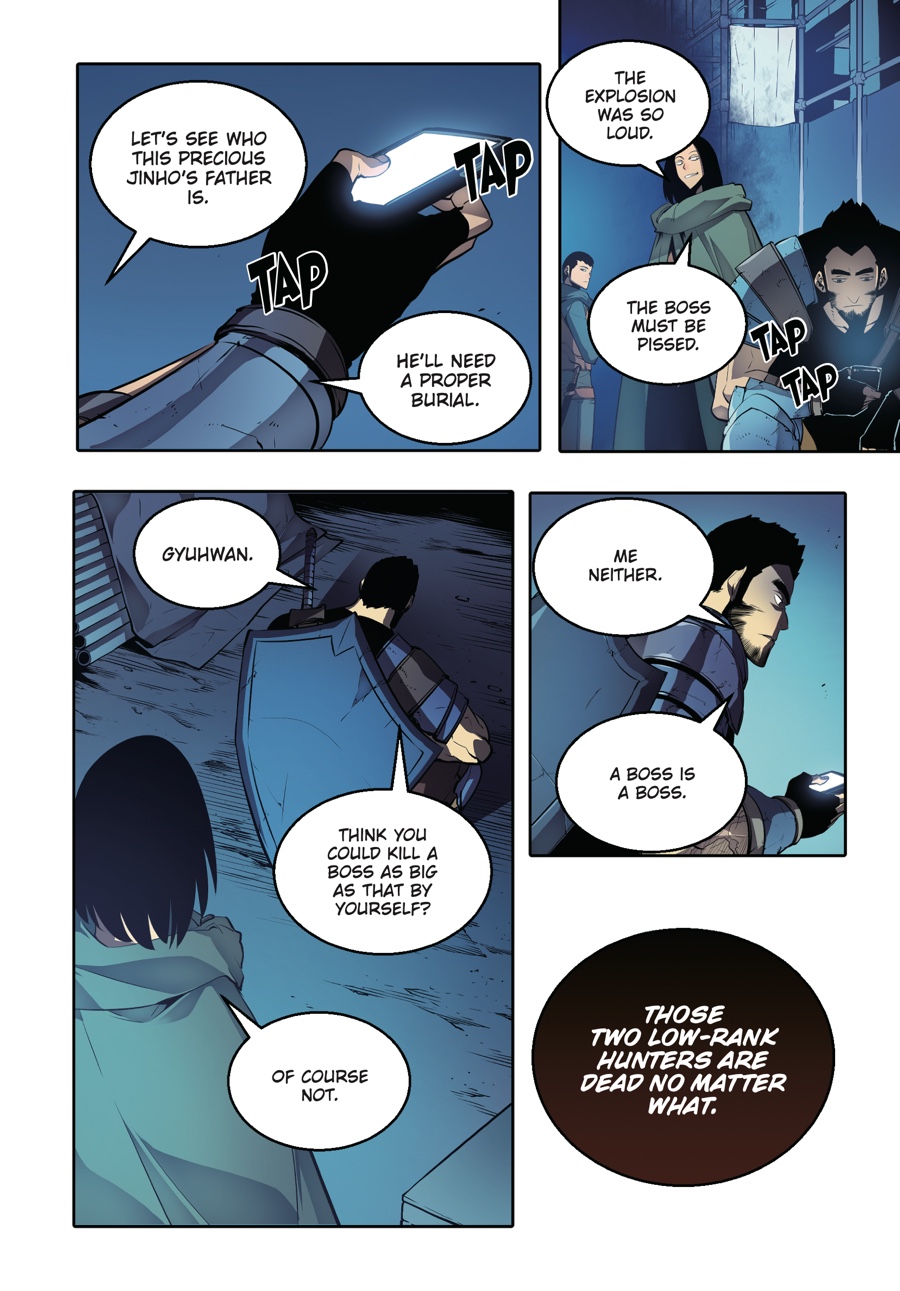 LET'S SEE WHO
THIS PRECIOUS
JINHO'S FATHER
IS.
TAP
TAP
HE'LL NEED
A PROPER
BURIAL.
THE
EXPLOSION
WAS SO
LOUD.
THE BOSS
MUST BE
PISSED.
TAP
TAP
GYUHWAN.
THINK YOU
COULD KILL A
BOSS AS BIG
AS THAT BY
YOURSELF?
OF COURSE
NOT.
ME
NEITHER.
A BOSS IS
A BOSS.
THOSE
TWO LOW-RANK
HUNTERS ARE
DEAD NO MATTER
WHAT.